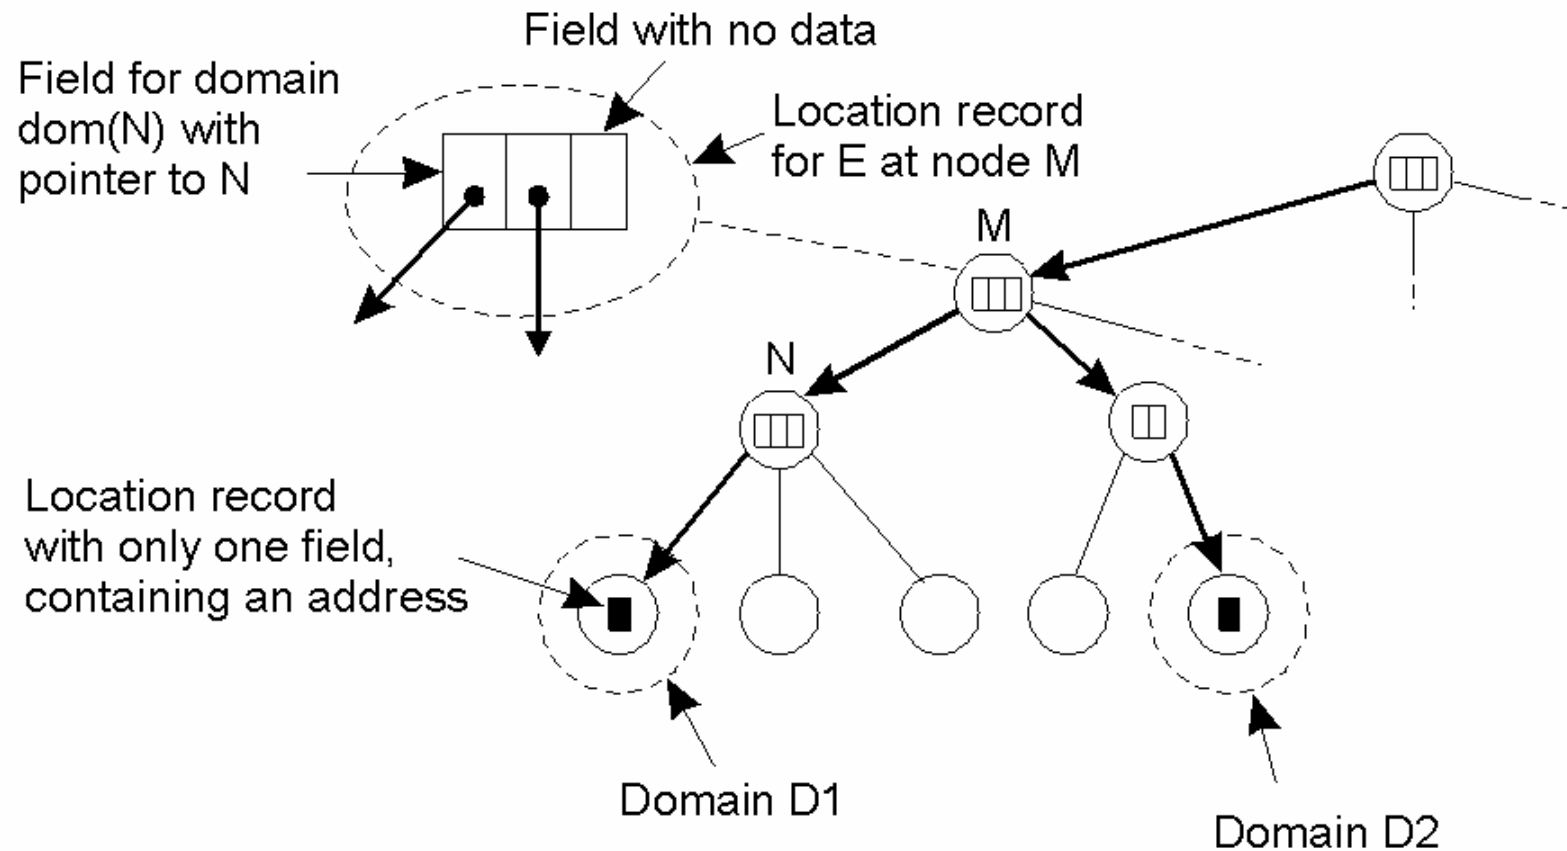 Field with no data
Field for domain
dom(N) with
pointer to N
Location record
for E at node M
M
N
Location record
with only one field,
containing an address
Domain D1
Domain D2